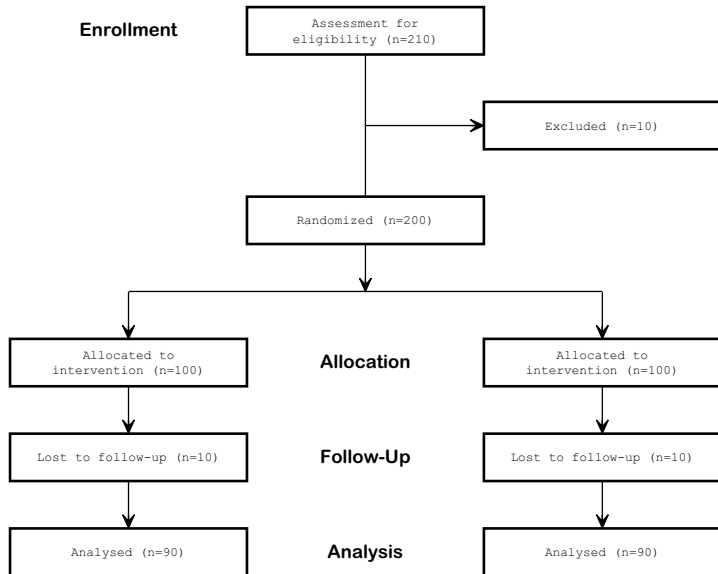 Enrollment
Assessment for
eligibility (n=210)
Excluded (n=10)
Randomized (n=200)
Allocated to
intervention (n=100)
Allocation
Allocated to
intervention (n=100)
Lost to follow-up (n=10)
Follow-Up
Lost to follow-up (n=10)
Analysed (n=90)
Analysis
Analysed (n=90)